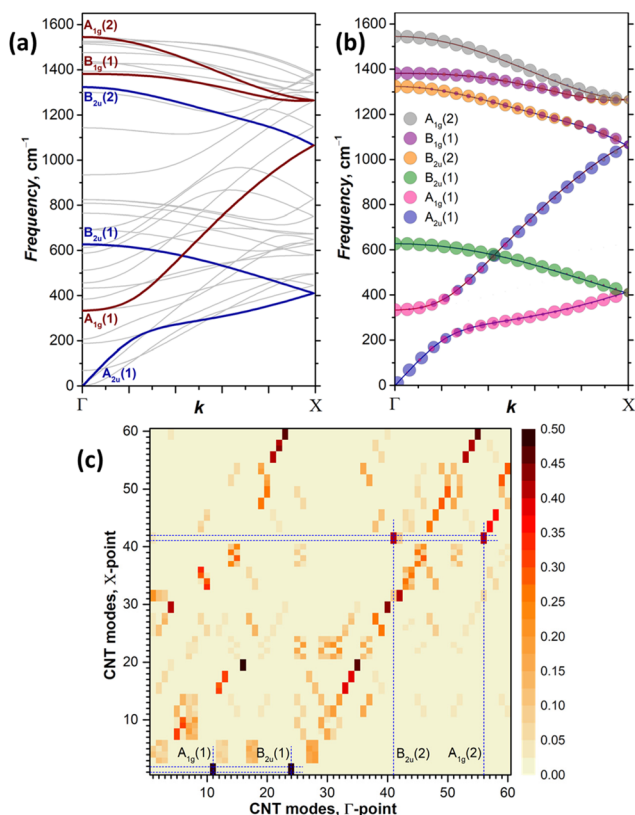 (a)
1600
1400
1200
1000
800
600
400
200
0
Frequency, cm⁻¹
A₁g(2)
B₁g(1)
B₂u(2)
B₂u(1)
A₁g(1)
A₂u(1)
Γ
k
X
(b)
1600
1400
1200
1000
800
600
400
200
0
Frequency, cm⁻¹
A₁g(2)
B₁g(1)
B₂u(2)
B₂u(1)
A₁g(1)
A₂u(1)
Γ
k
X
(c)
60
50
40
30
20
10
CNT modes, X-point
A₁g(1)
B₂u(1)
B₂u(2)
A₁g(2)
10
20
30
40
50
60
CNT modes, Γ-point
0.50
0.45
0.40
0.35
0.30
0.25
0.20
0.15
0.10
0.05
0.00